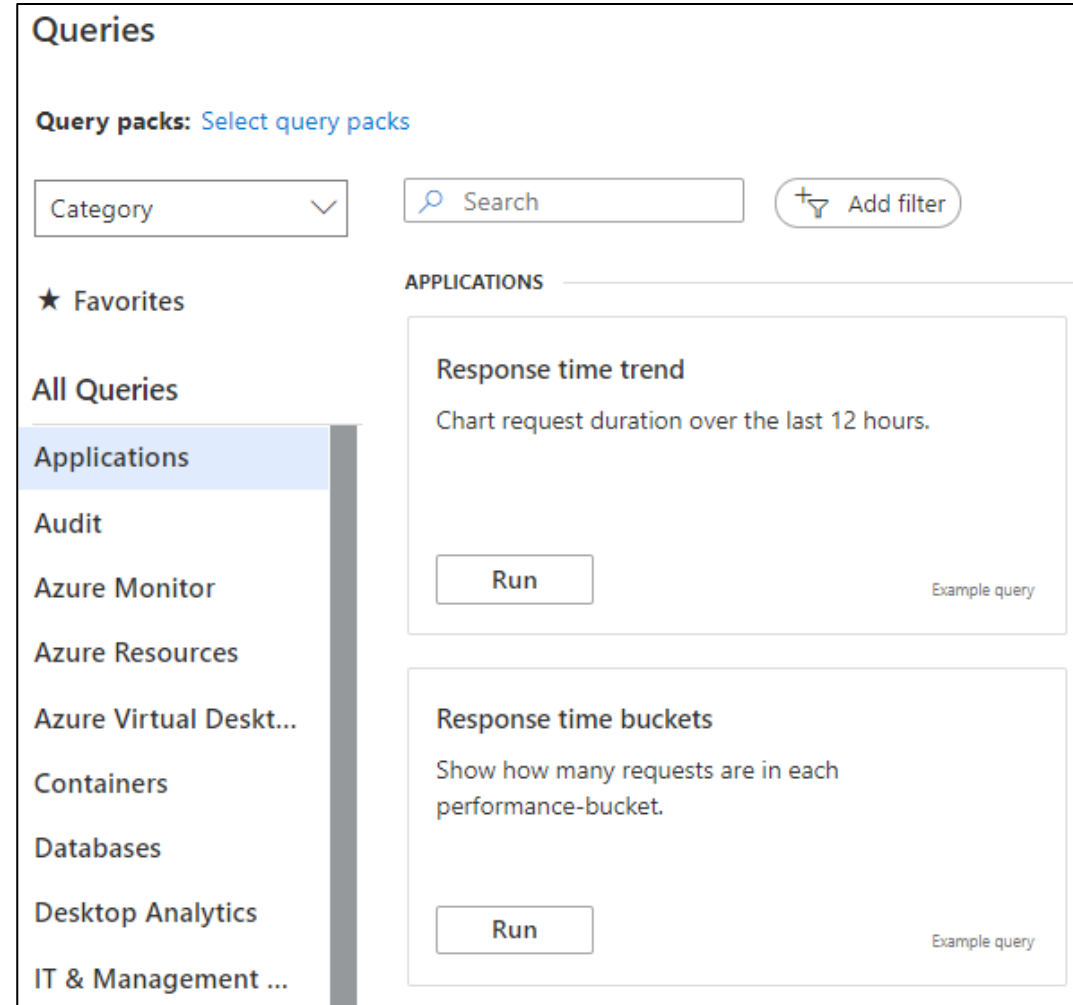 Queries
Query packs: Select query packs
Category
Search
Add filter
★ Favorites
All Queries
Applications
Audit
Azure Monitor
Azure Resources
Azure Virtual Deskt...
Containers
Databases
Desktop Analytics
IT & Management ...
APPLICATIONS
Response time trend
Chart request duration over the last 12 hours.
Run
Example query
Response time buckets
Show how many requests are in each
performance-bucket.
Run
Example query